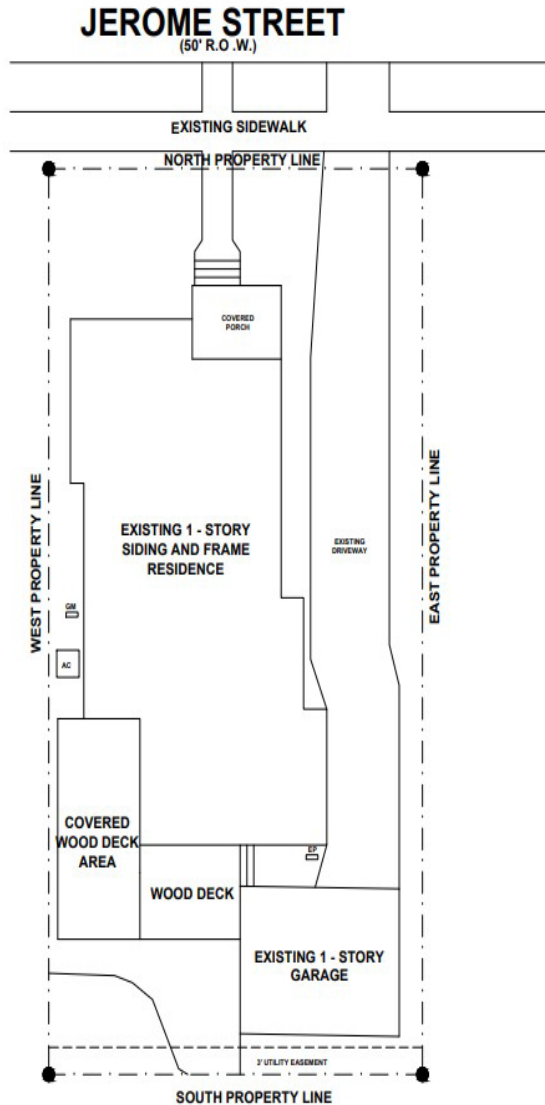 JEROME STREET
(50' R.O .W.)
EXISTING SIDEWALK
NORTH PROPERTY LINE
COVERED
PORCH
WEST PROPERTY LINE
EXISTING 1 - STORY
SIDING AND FRAME
RESIDENCE
EXISTING
DRIVEWAY
EAST PROPERTY LINE
GM
AC
COVERED
WOOD DECK
AREA
WOOD DECK
EP
EXISTING 1 - STORY
GARAGE
3' UTILITY EASEMENT
SOUTH PROPERTY LINE